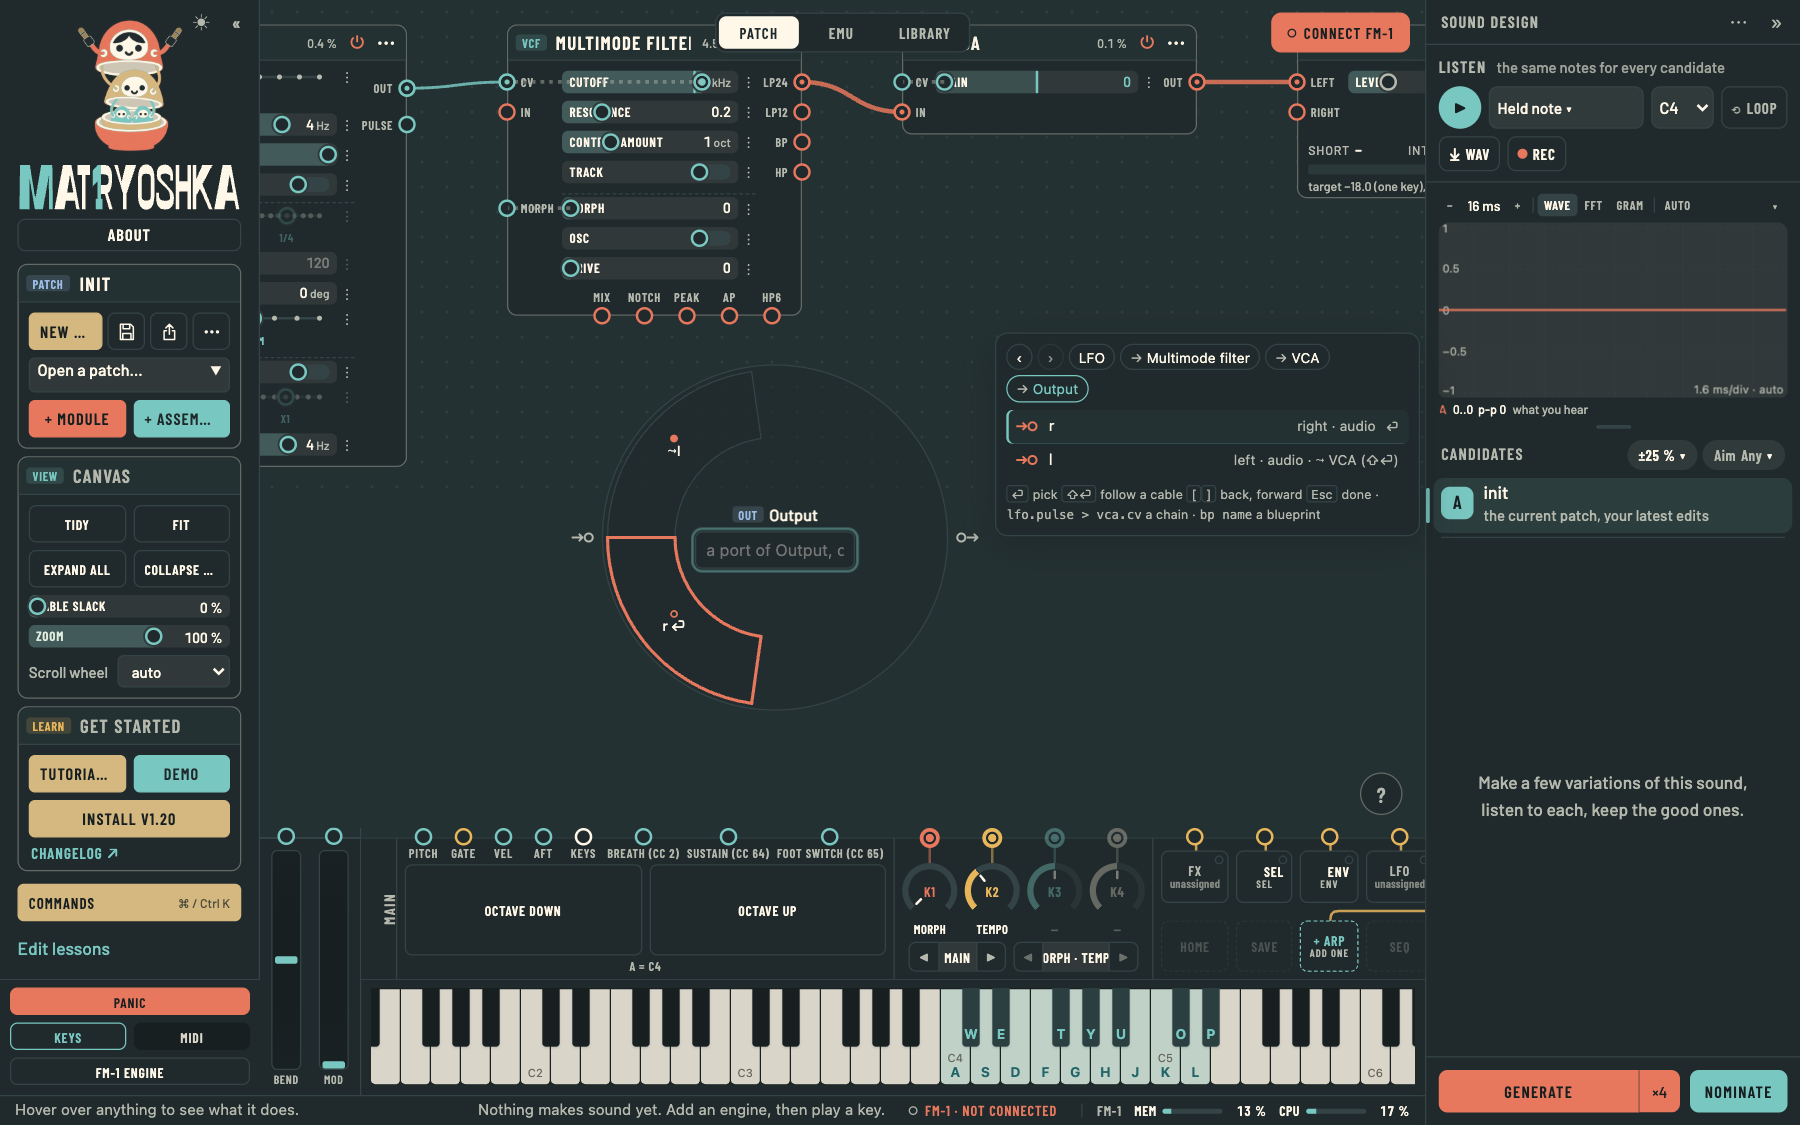 MATRYOSHKA
ABOUT
PATCH INIT
NEW ...
Open a patch...
+ MODULE
+ ASSEM...
VIEW CANVAS
TIDY
FIT
EXPAND ALL
COLLAPSE ...
BLE SLACK 0 %
ZOOM 100 %
Scroll wheel auto
LEARN GET STARTED
TUTORIA...
DEMO
INSTALL V1.20
CHANGELOG ↗
COMMANDS ⌘ / Ctrl K
Edit lessons
PANIC
KEYS
MIDI
FM-1 ENGINE
0.4 %
OUT
4 Hz
PULSE
1/4
120
0 deg
X1
4 Hz
VCF MULTIMODE FILTER
CV CUTOFF kHz LP24
IN 0.2 LP12
AMOUNT 1 oct BP
TRACK HP
MORPH 0
OSC
0
MIX NOTCH PEAK AP HP6
PATCH
EMU
LIBRARY
0.1 %
CV 0 OUT
IN
CONNECT FM-1
LEFT
RIGHT
SHORT –
target −18.0 (one key),
~l
OUT Output
a port of Output, c
r ↵
‹ › LFO → Multimode filter → VCA
→ Output
r right · audio ↵
l left · audio · ⤳ VCA (⇧↵)
↵ pick ⇧↵ follow a cable [ ] back, forward Esc done ·
lfo.pulse > vca.cv a chain · bp name a blueprint
?
PITCH GATE VEL AFT KEYS BREATH (CC 2) SUSTAIN (CC 64) FOOT SWITCH (CC 65)
MAIN
OCTAVE DOWN
OCTAVE UP
A = C4
K1 K2 K3 K4
MORPH TEMPO – –
◀ MAIN ▶
◀ ORPH · TEMP ▶
FX
unassigned
SEL
SEL
ENV
ENV
LFO
unassigned
HOME
SAVE
+ ARP
ADD ONE
SEQ
BEND
MOD
W E T Y U O P
C4 C5
C2 C3 A S D F G H J K L C6
SOUND DESIGN ··· »
LISTEN the same notes for every candidate
Held note ▾
C4
LOOP
WAV
REC
− 16 ms + WAVE FFT GRAM AUTO ▾
1
0.5
0
−0.5
−1
1.6 ms/div · auto
A 0..0 p-p 0 what you hear
CANDIDATES ±25 % ▾ Aim Any ▾
A init
the current patch, your latest edits
Make a few variations of this sound,
listen to each, keep the good ones.
GENERATE ×4 NOMINATE
Hover over anything to see what it does.
Nothing makes sound yet. Add an engine, then play a key.
FM-1 · NOT CONNECTED
FM-1 MEM 13 % CPU 17 %